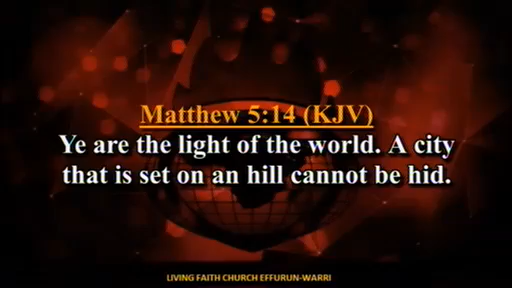 Matthew 5:14 (KJV)
Ye are the light of the world. A city
that is set on an hill cannot be hid.
LIVING FAITH CHURCH EFFURUN-WARRI